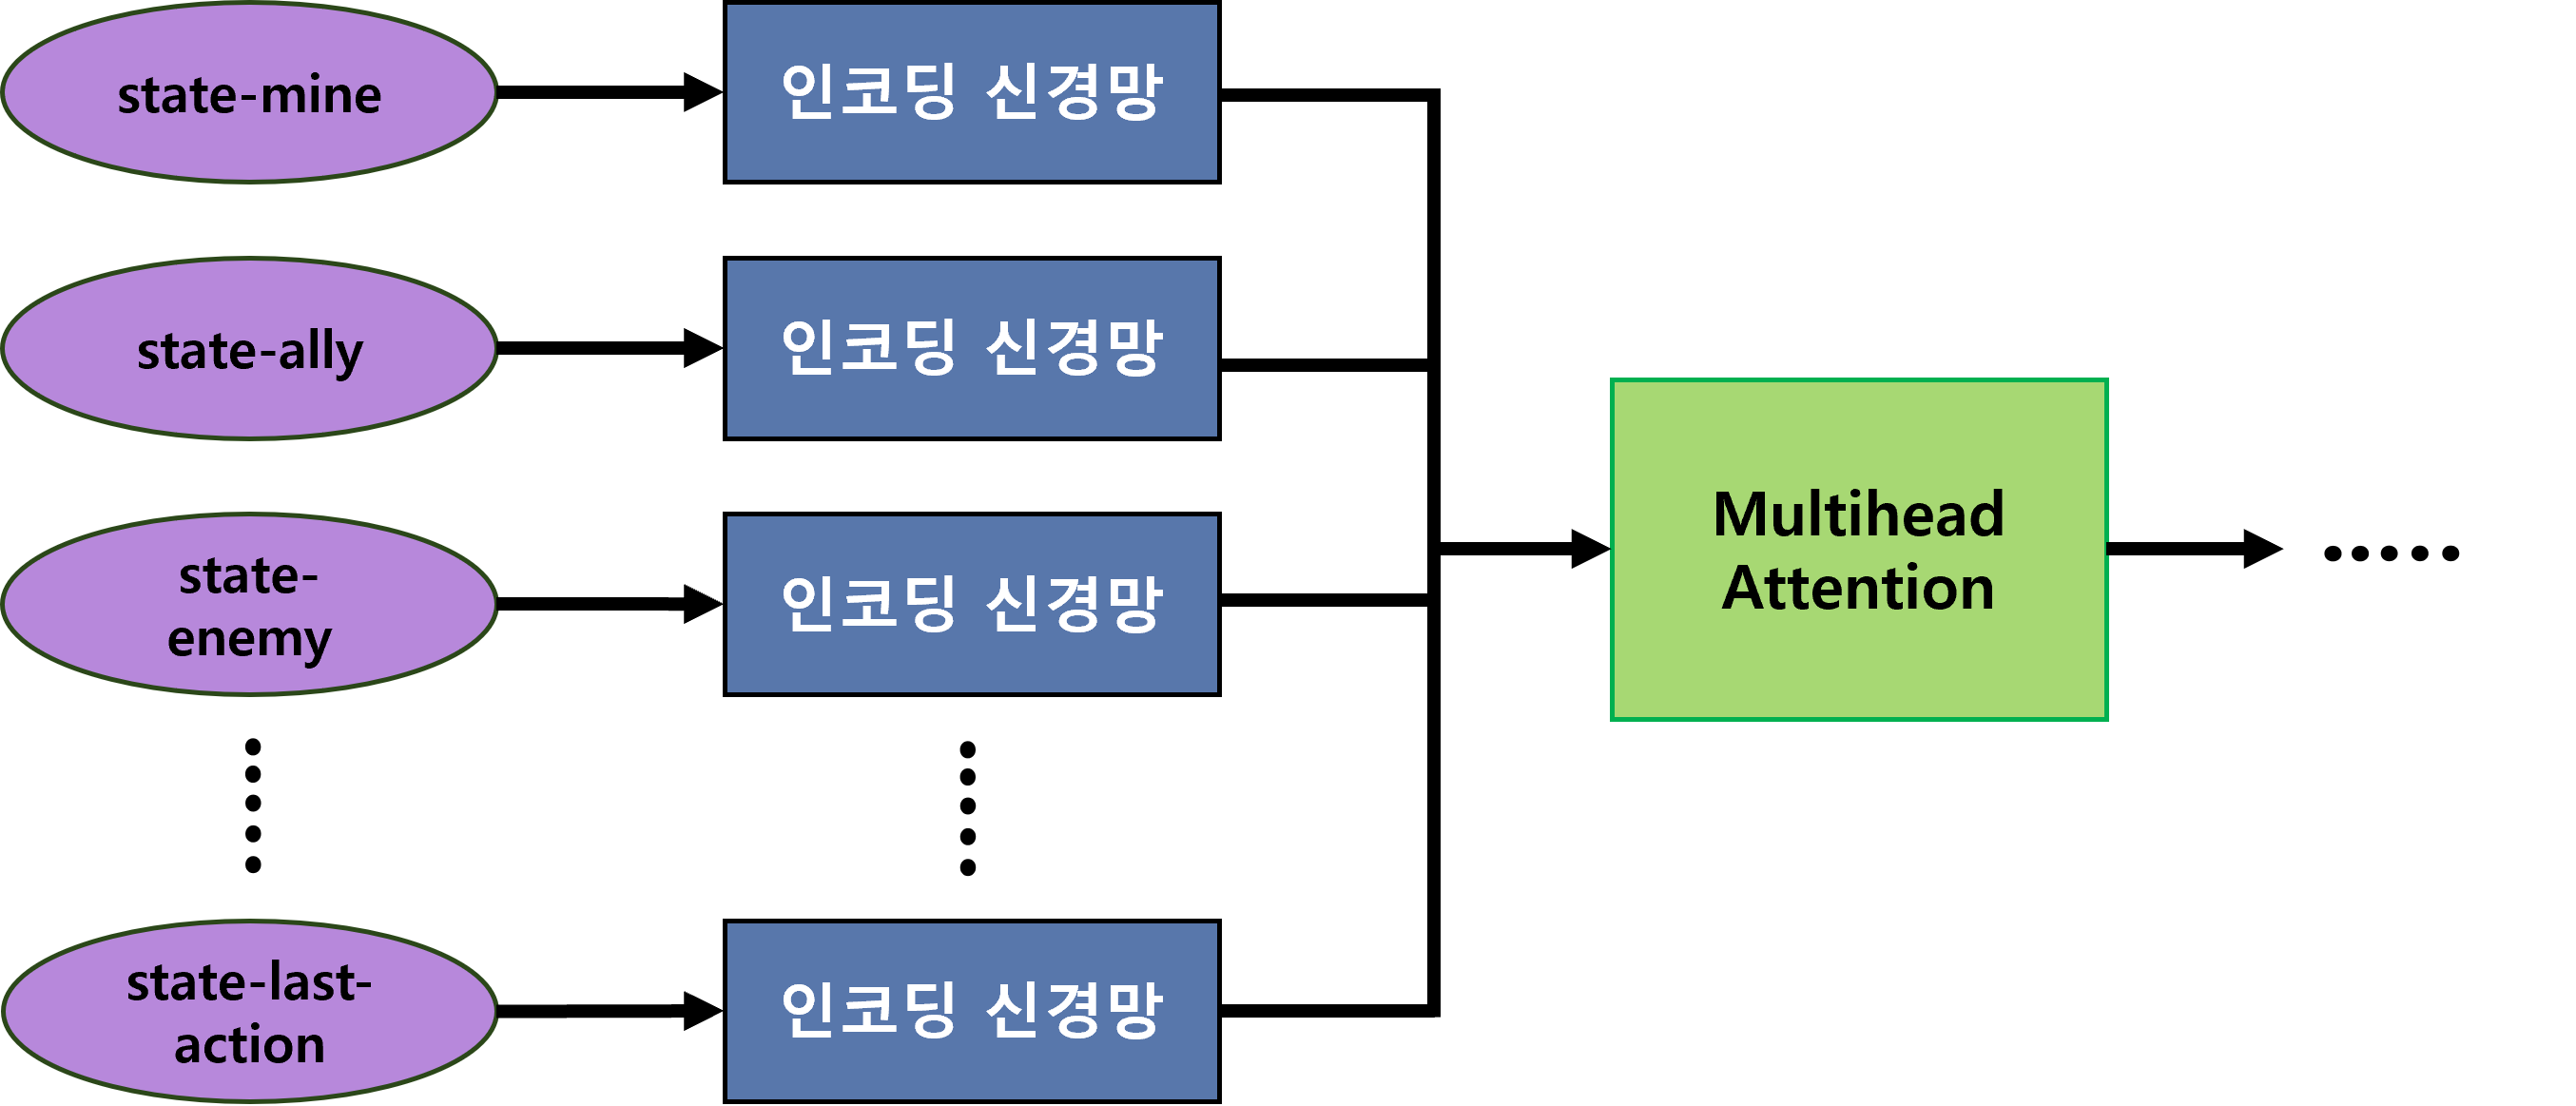 state-mine
인코딩 신경망
state-ally
인코딩 신경망
state-
enemy
인코딩 신경망
Multihead
Attention
state-last-
action
인코딩 신경망